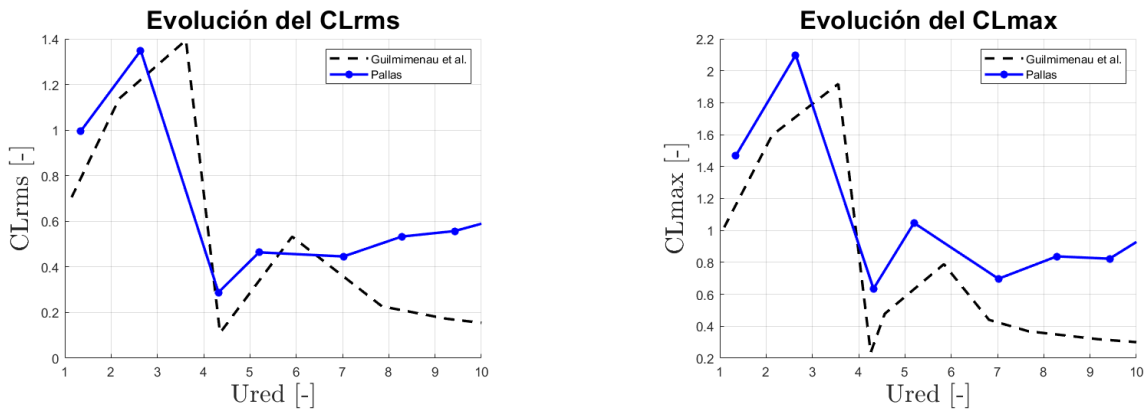 Evolución del CLrms
1.4
1.2
1
0.8
0.6
0.4
0.2
0
CLrms [-]
Guilmimenau et al.
Pallas
1 2 3 4 5 6 7 8 9 10
Ured [-]
Evolución del CLmax
2.2
2
1.8
1.6
1.4
1.2
1
0.8
0.6
0.4
0.2
CLmax [-]
Guilmimenau et al.
Pallas
1 2 3 4 5 6 7 8 9 10
Ured [-]